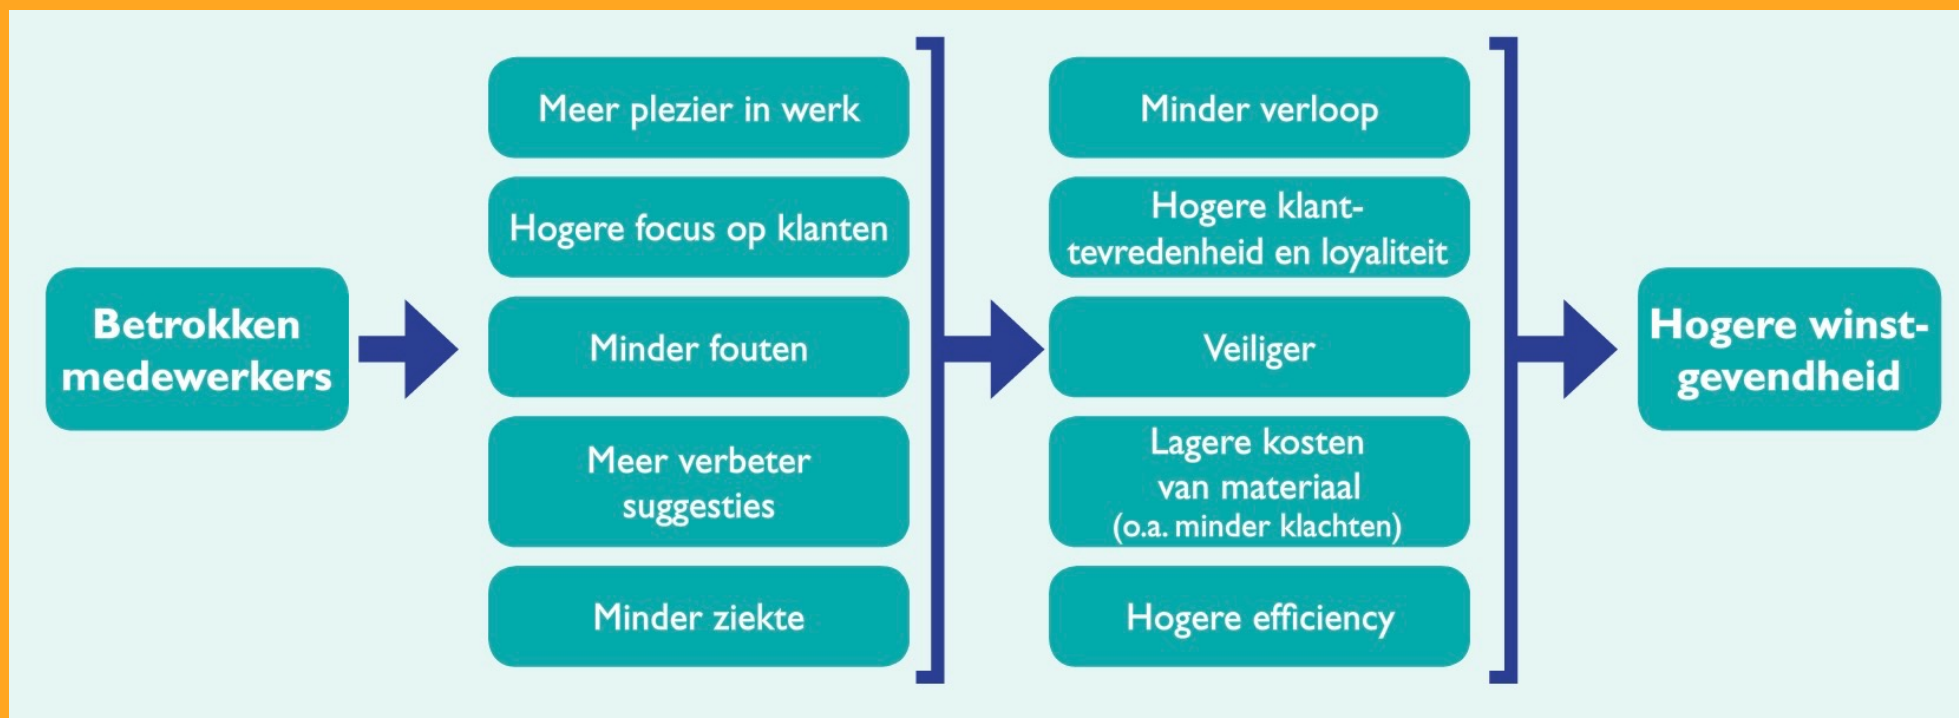 Betrokken
medewerkers
Meer plezier in werk
Hogere focus op klanten
Minder fouten
Meer verbeter
suggesties
Minder ziekte
Minder verloop
Hogere klant-
tevredenheid en loyaliteit
Veiliger
Lagere kosten
van materiaal
(o.a. minder klachten)
Hogere efficiency
Hogere winst-
gevendheid